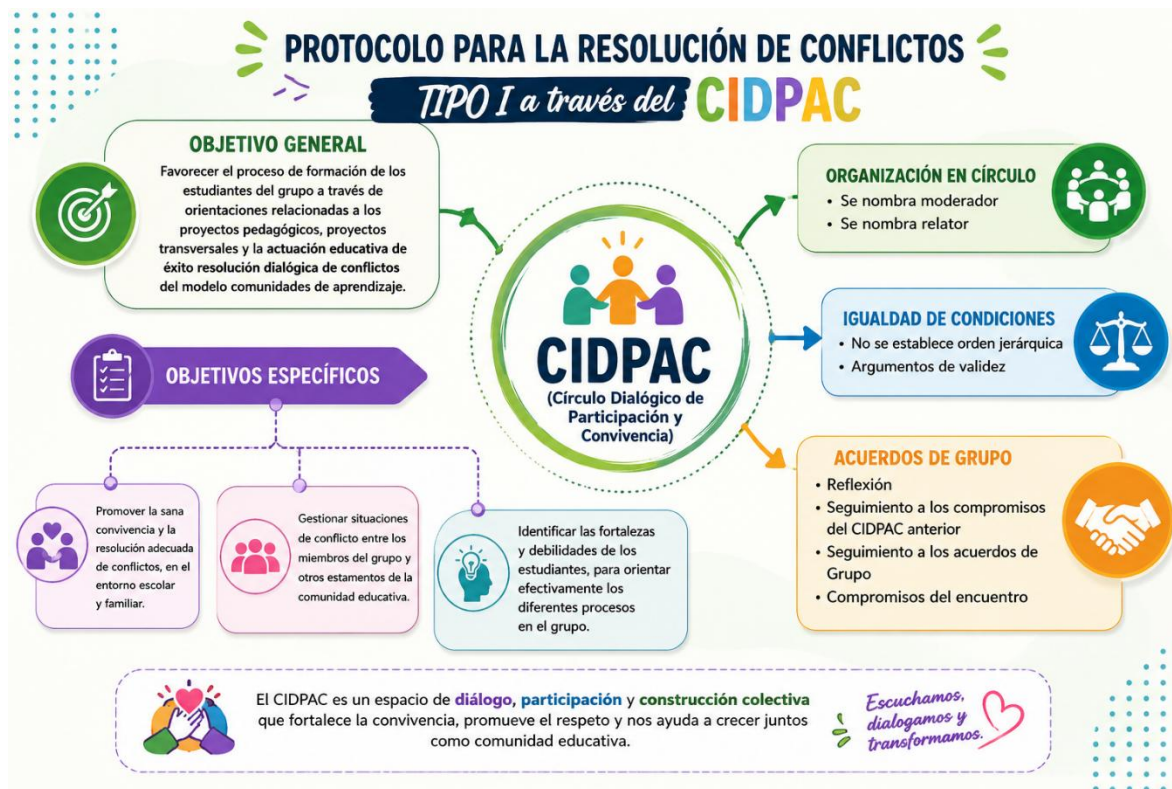 PROTOCOLO PARA LA RESOLUCIÓN DE CONFLICTOS
TIPO I a través del CIDPAC
OBJETIVO GENERAL
Favorecer el proceso de formación de los
estudiantes del grupo a través de
orientaciones relacionadas a los
proyectos pedagógicos, proyectos
transversales y la actuación educativa de
éxito resolución dialógica de conflictos
del modelo comunidades de aprendizaje.
OBJETIVOS ESPECÍFICOS
Promover la sana
convivencia y la
resolución adecuada
de conflictos, en el
entorno escolar
y familiar.
Gestionar situaciones
de conflicto entre los
miembros del grupo y
otros estamentos de la
comunidad educativa.
Identificar las fortalezas
y debilidades de los
estudiantes, para orientar
efectivamente los
diferentes procesos
en el grupo.
CIDPAC
(Círculo Dialógico de
Participación y
Convivencia)
ORGANIZACIÓN EN CÍRCULO
• Se nombra moderador
• Se nombra relator
IGUALDAD DE CONDICIONES
• No se establece orden jerárquica
• Argumentos de validez
ACUERDOS DE GRUPO
• Reflexión
• Seguimiento a los compromisos
del CIDPAC anterior
• Seguimiento a los acuerdos de
Grupo
• Compromisos del encuentro
El CIDPAC es un espacio de diálogo, participación y construcción colectiva
que fortalece la convivencia, promueve el respeto y nos ayuda a crecer juntos
como comunidad educativa.
Escuchamos,
dialogamos y
transformamos.